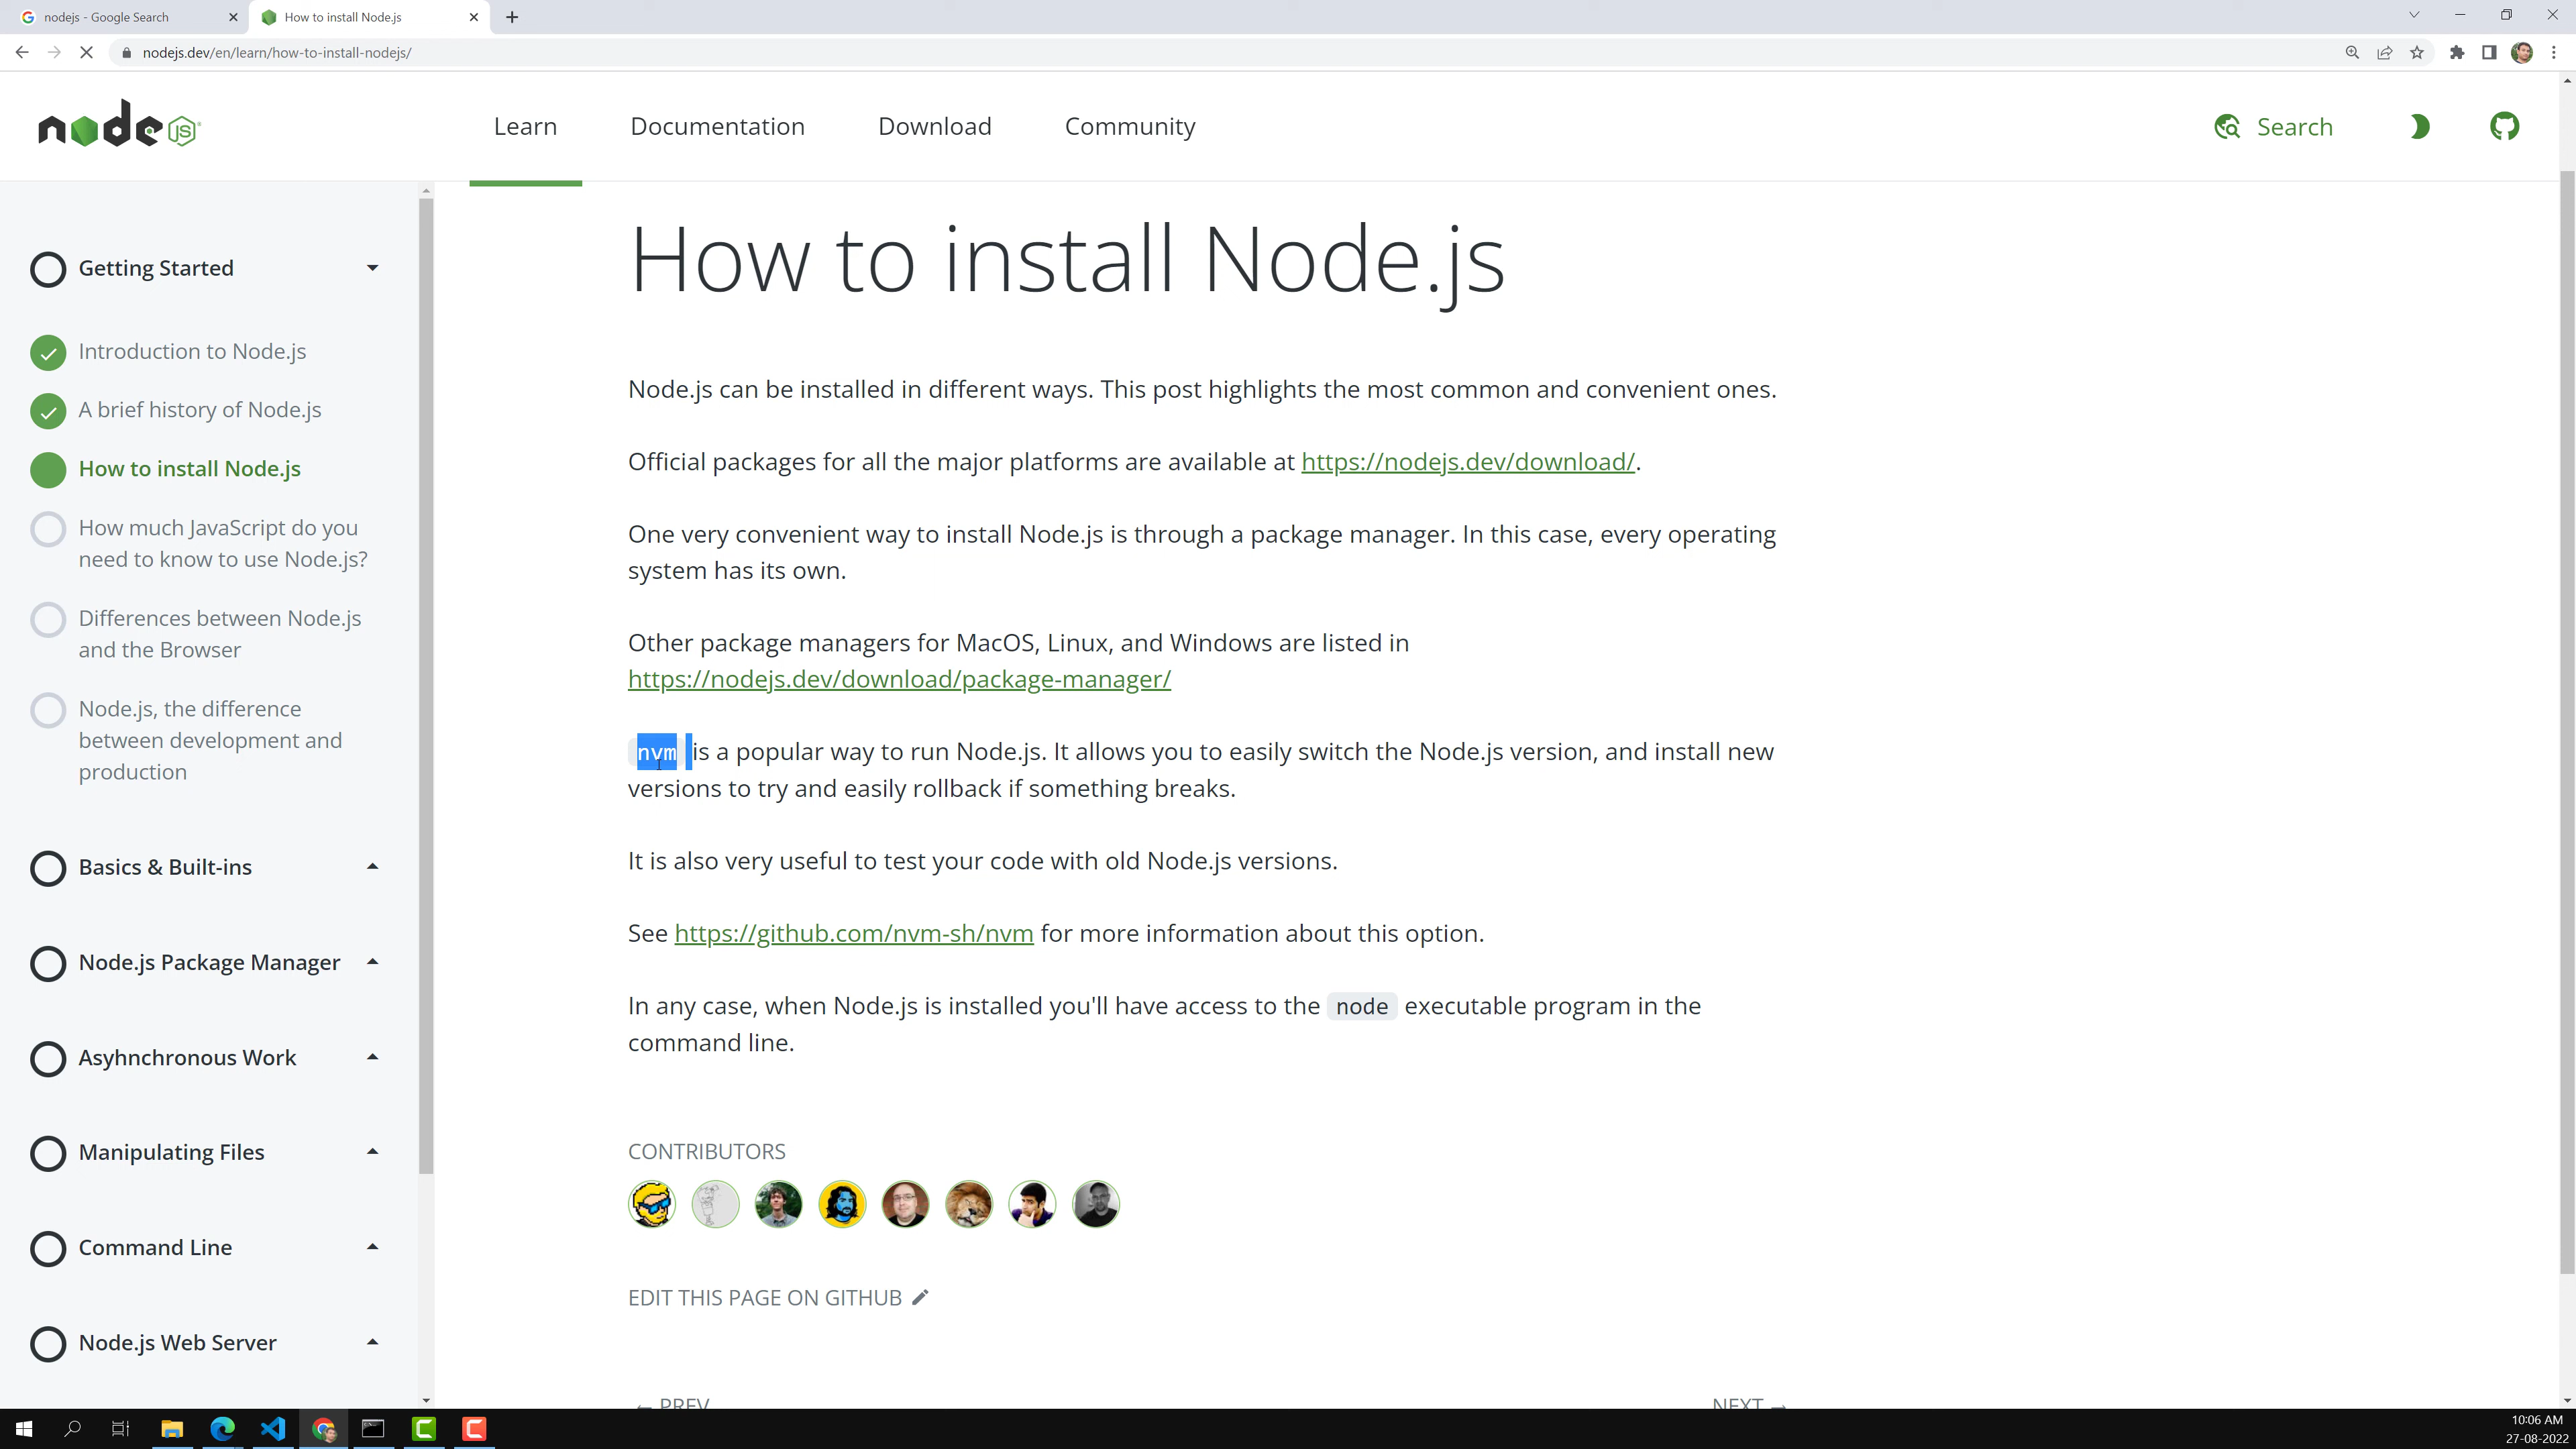 nodejs - Google Search
How to install Node.js
nodejs.dev/en/learn/how-to-install-nodejs/
node JS
Learn
Documentation
Download
Community
Search
Getting Started
Introduction to Node.js
A brief history of Node.js
How to install Node.js
How much JavaScript do you
need to know to use Node.js?
Differences between Node.js
and the Browser
Node.js, the difference
between development and
production
Basics & Built-ins
Node.js Package Manager
Asyhnchronous Work
Manipulating Files
Command Line
Node.js Web Server
How to install Node.js
Node.js can be installed in different ways. This post highlights the most common and convenient ones.
Official packages for all the major platforms are available at https://nodejs.dev/download/.
One very convenient way to install Node.js is through a package manager. In this case, every operating
system has its own.
Other package managers for MacOS, Linux, and Windows are listed in
https://nodejs.dev/download/package-manager/
nvm is a popular way to run Node.js. It allows you to easily switch the Node.js version, and install new
versions to try and easily rollback if something breaks.
It is also very useful to test your code with old Node.js versions.
See https://github.com/nvm-sh/nvm for more information about this option.
In any case, when Node.js is installed you'll have access to the node executable program in the
command line.
CONTRIBUTORS
EDIT THIS PAGE ON GITHUB
← PREV
NEXT →
10:06 AM
27-08-2022